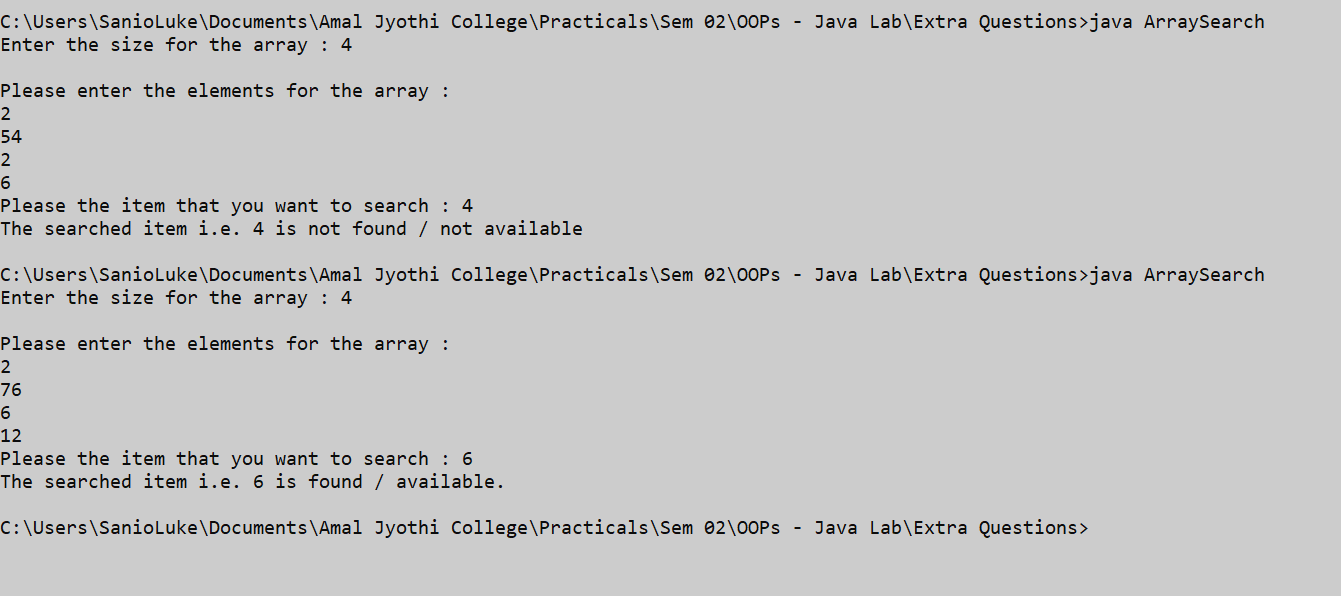 C:\Users\SanioLuke\Documents\Amal Jyothi College\Practicals\Sem 02\OOPs - Java Lab\Extra Questions>java ArraySearch
Enter the size for the array : 4
Please enter the elements for the array :
2
54
2
6
Please the item that you want to search : 4
The searched item i.e. 4 is not found / not available
C:\Users\SanioLuke\Documents\Amal Jyothi College\Practicals\Sem 02\OOPs - Java Lab\Extra Questions>java ArraySearch
Enter the size for the array : 4
Please enter the elements for the array :
2
76
6
12
Please the item that you want to search : 6
The searched item i.e. 6 is found / available.
C:\Users\SanioLuke\Documents\Amal Jyothi College\Practicals\Sem 02\OOPs - Java Lab\Extra Questions>